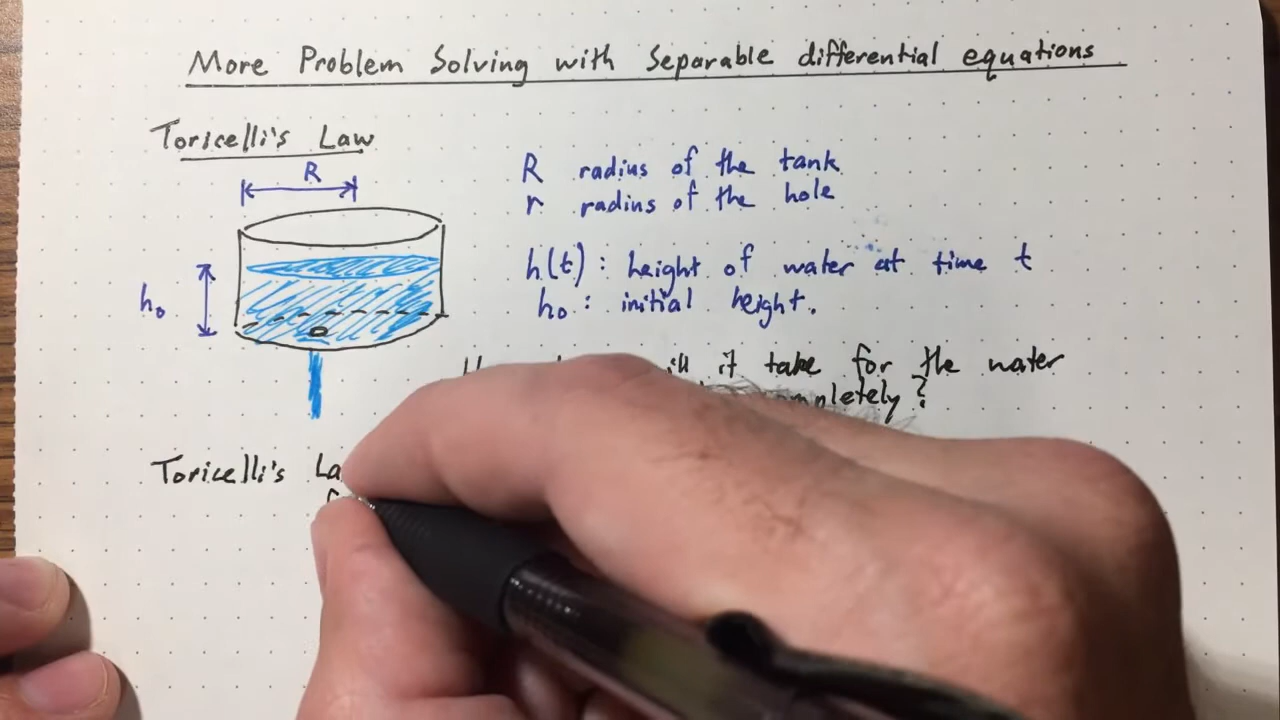 More Problem Solving with Separable differential equations
Toricelli's Law
R
R radius of the tank
r radius of the hole
h(t) : height of water at time t
h₀
h₀ : initial height.
it take for the water
completely?
Toricelli's